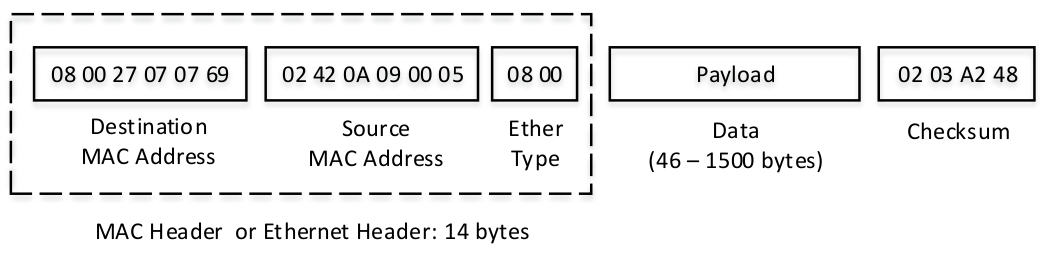 08 00 27 07 07 69
02 42 0A 09 00 05
08 00
Payload
02 03 A2 48
Destination
MAC Address
Source
MAC Address
Ether
Type
Data
(46 – 1500 bytes)
Checksum
MAC Header or Ethernet Header: 14 bytes